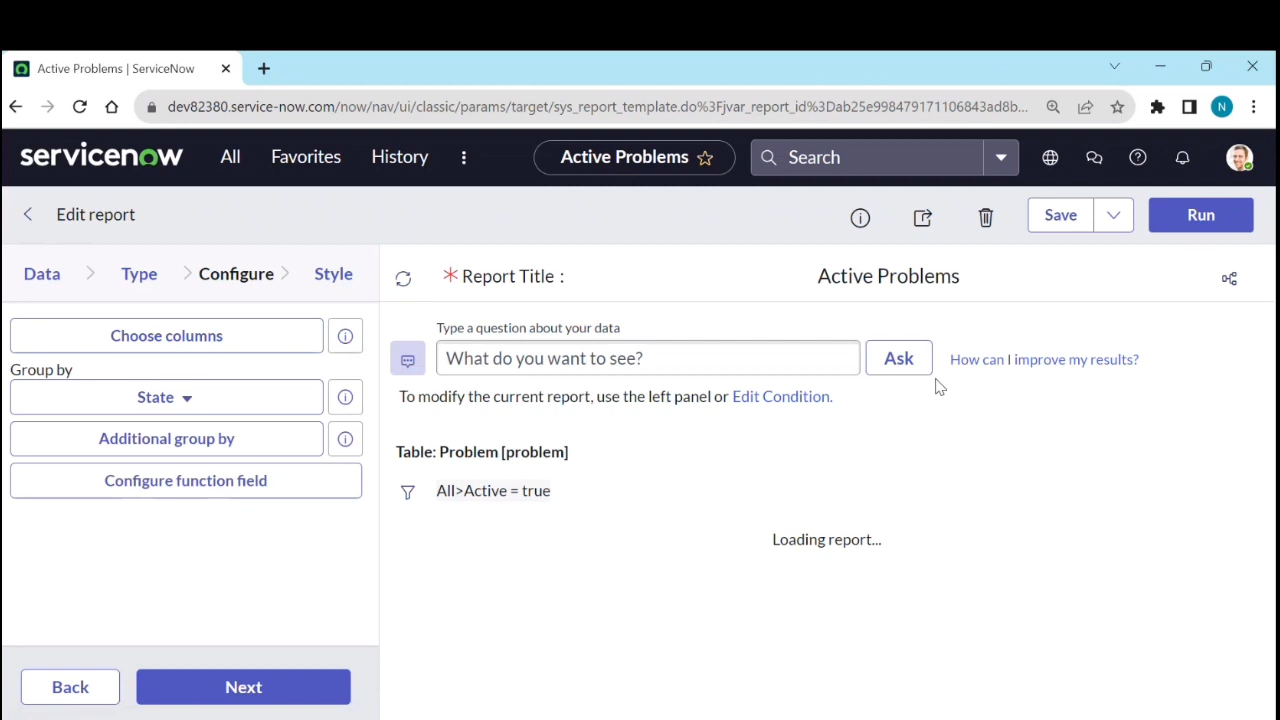 Active Problems | ServiceNow
dev82380.service-now.com/now/nav/ui/classic/params/target/sys_report_template.do%3Fjvar_report_id%3Dab25e998479171106843ad8b...
N
servicenow All Favorites History Active Problems Search
Edit report Save Run
Data Type Configure Style
* Report Title : Active Problems
Choose columns
Group by
State
Additional group by
Configure function field
Type a question about your data
What do you want to see? Ask How can I improve my results?
To modify the current report, use the left panel or Edit Condition.
Table: Problem [problem]
All>Active = true
Loading report...
Back Next